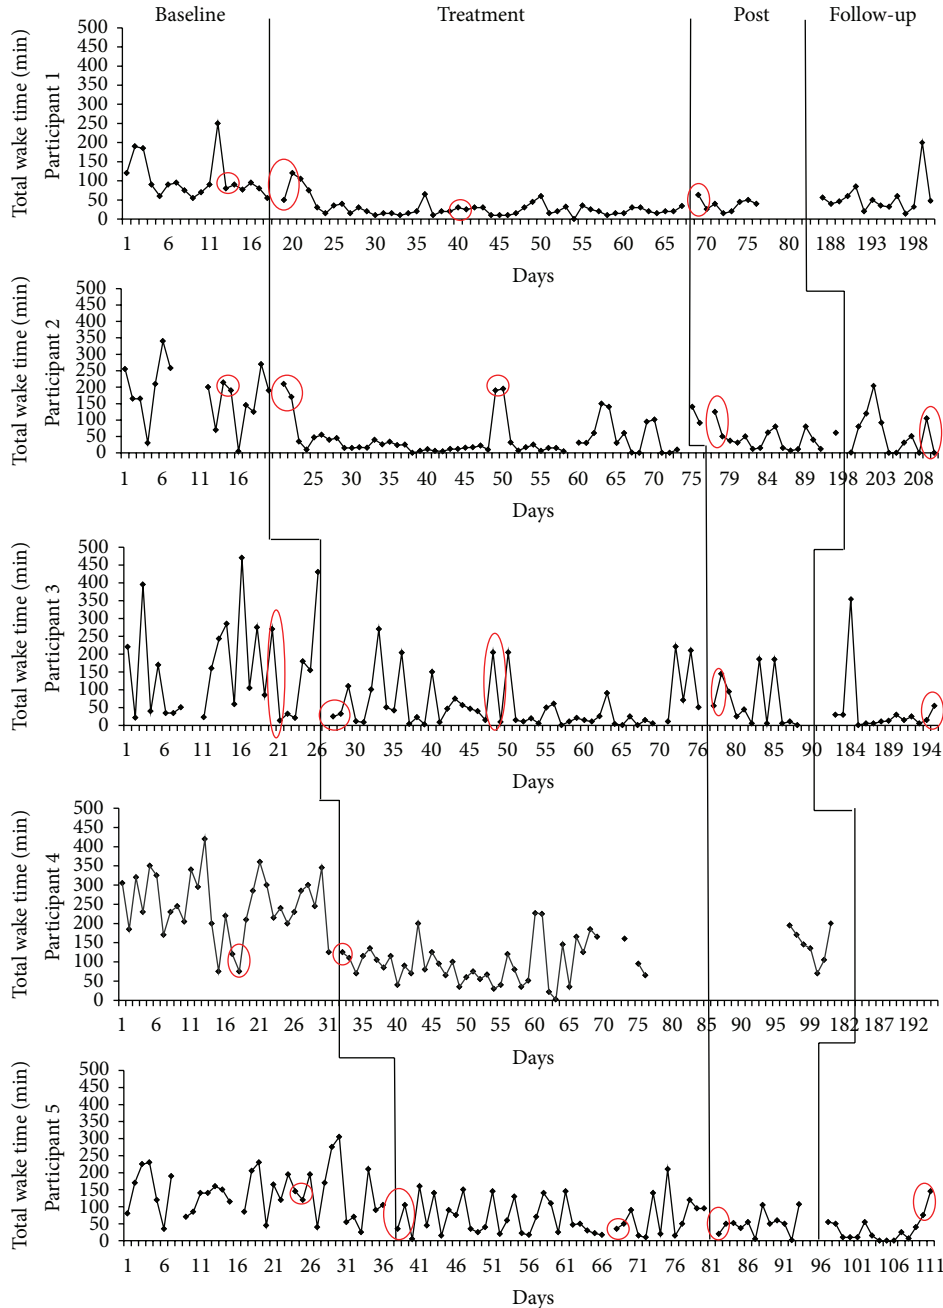 Baseline Treatment Post Follow-up
Total wake time (min)
Participant 1
500
450
400
350
300
250
200
150
100
50
0
1 6 11 16 20 25 30 35 40 45 50 55 60 65 70 75 80 188 193 198
Days
Total wake time (min)
Participant 2
500
450
400
350
300
250
200
150
100
50
0
1 6 11 16 25 30 35 40 45 50 55 60 65 70 75 79 84 89 198 203 208
Days
Total wake time (min)
Participant 3
500
450
400
350
300
250
200
150
100
50
0
1 6 11 16 21 26 30 35 40 45 50 55 60 65 70 76 80 85 90 184 189 194
Days
Total wake time (min)
Participant 4
500
450
400
350
300
250
200
150
100
50
0
1 6 11 16 21 26 31 35 40 45 50 55 60 65 70 75 80 85 90 95 99 182 187 192
Days
Total wake time (min)
Participant 5
500
450
400
350
300
250
200
150
100
50
0
1 6 11 16 21 26 31 36 41 46 51 56 61 66 71 76 81 86 91 96 101 106 111
Days